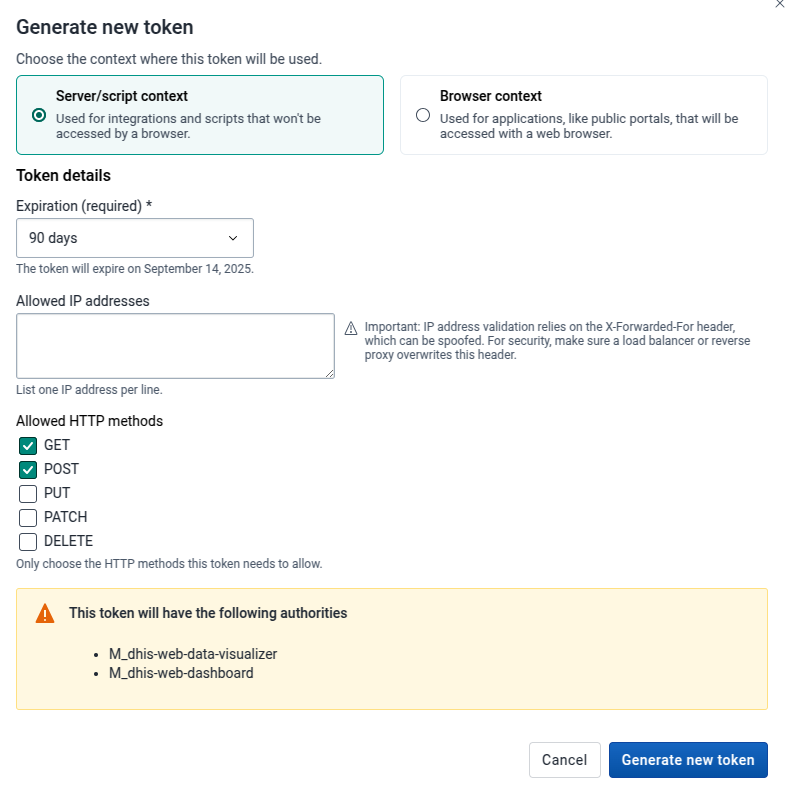 Generate new token
Choose the context where this token will be used.
Server/script context
Used for integrations and scripts that won't be
accessed by a browser.
Browser context
Used for applications, like public portals, that will be
accessed with a web browser.
Token details
Expiration (required) *
90 days
The token will expire on September 14, 2025.
Allowed IP addresses
Important: IP address validation relies on the X-Forwarded-For header,
which can be spoofed. For security, make sure a load balancer or reverse
proxy overwrites this header.
List one IP address per line.
Allowed HTTP methods
GET
POST
PUT
PATCH
DELETE
Only choose the HTTP methods this token needs to allow.
This token will have the following authorities
• M_dhis-web-data-visualizer
• M_dhis-web-dashboard
Cancel
Generate new token